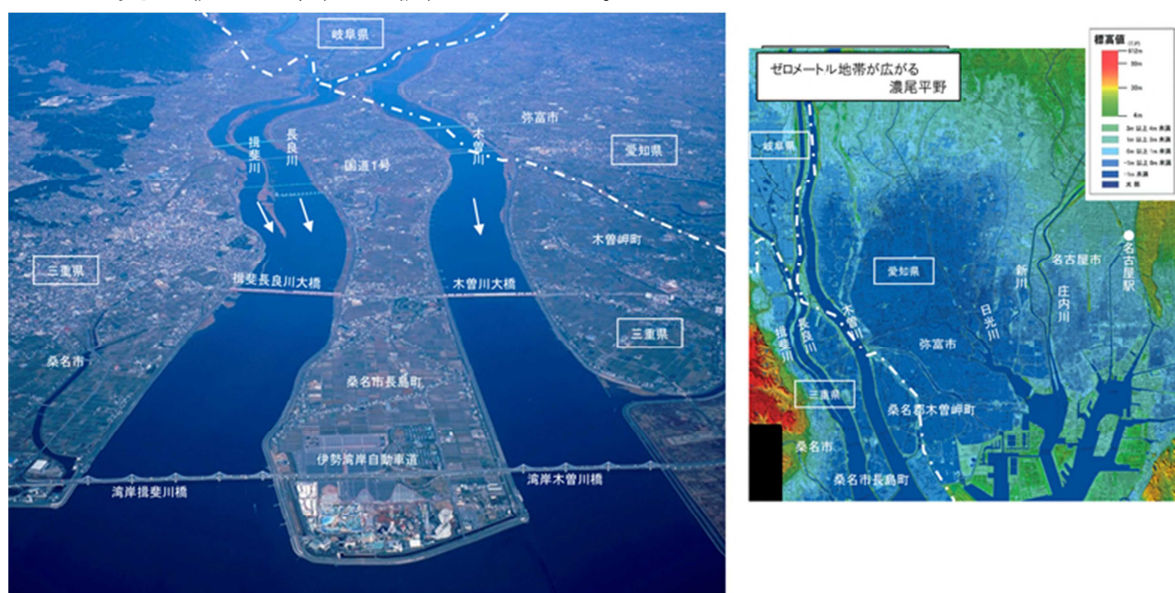 岐阜県
揖斐川
長良川
木曽川
国道1号
弥富市
愛知県
木曽岬町
三重県
揖斐長良川大橋
木曽川大橋
三重県
桑名市
桑名市長島町
伊勢湾岸自動車道
湾岸揖斐川橋
湾岸木曽川橋
ゼロメートル地帯が広がる
濃尾平野
標高値
岐阜県
愛知県
揖斐川
長良川
木曽川
弥富市
日光川
新川
庄内川
名古屋市
名古屋駅
三重県
桑名郡木曽岬町
桑名市
桑名市長島町